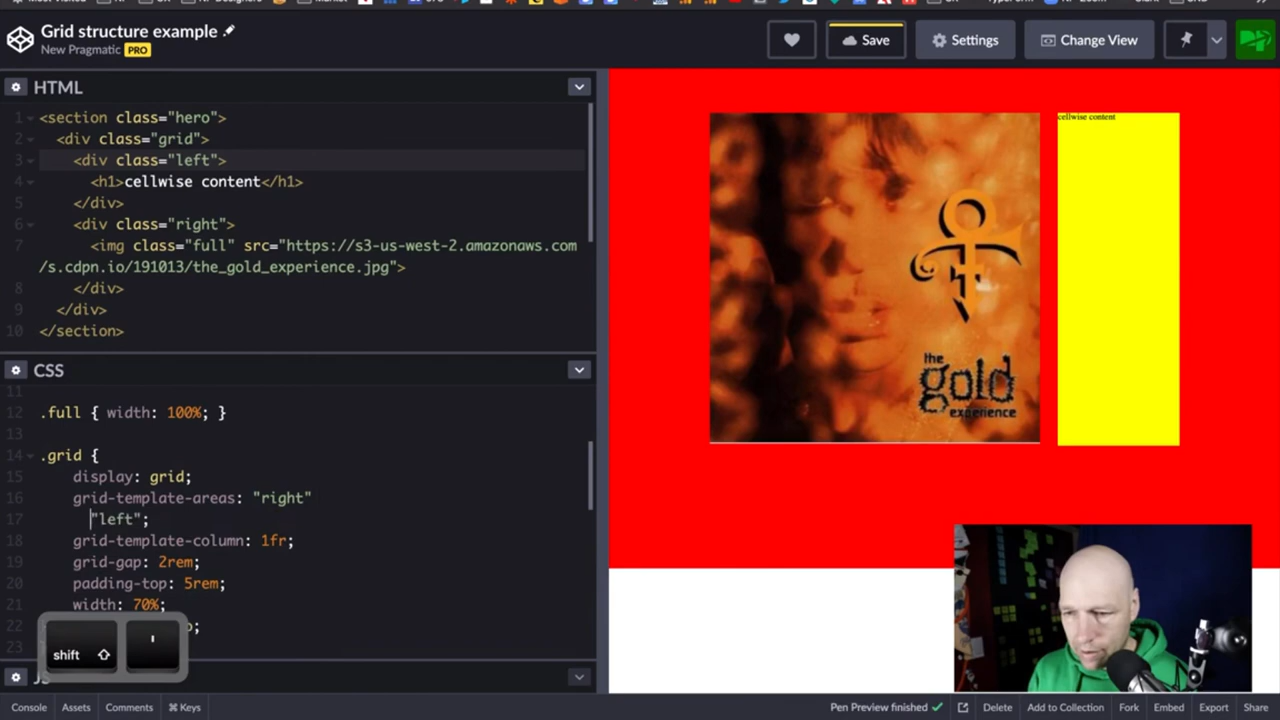 Grid structure example
New Pragmatic PRO
Save
Settings
Change View
HTML
1 <section class="hero">
2 <div class="grid">
3 <div class="left">
4 <h1>cellwise content</h1>
5 </div>
6 <div class="right">
7 <img class="full" src="https://s3-us-west-2.amazonaws.com
/s.cdpn.io/191013/the_gold_experience.jpg">
8 </div>
9 </div>
10 </section>
CSS
11
12 .full { width: 100%; }
13
14 .grid {
15 display: grid;
16 grid-template-areas: "right"
17 "left";
18 grid-template-column: 1fr;
19 grid-gap: 2rem;
20 padding-top: 5rem;
21 width: 70%;
22
23
shift '
cellwise content
the
gold
experience
Console Assets Comments ⌘ Keys
Pen Preview finished Delete Add to Collection Fork Embed Export Share